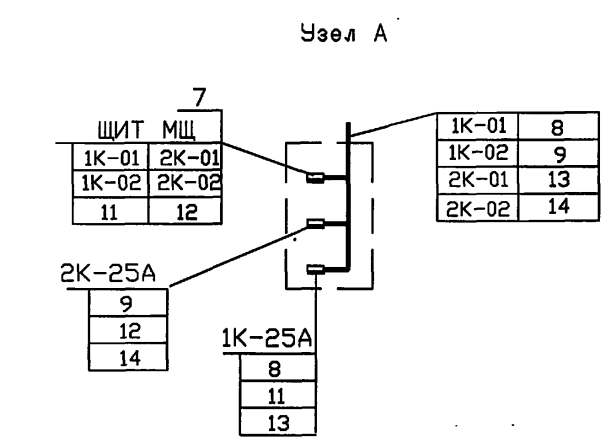 Узел А
7
ЩИТ МЩ
1К-01 2К-01
1К-02 2К-02
11 12
1К-01 8
1К-02 9
2К-01 13
2К-02 14
2К-25А
9
12
14
1К-25А
8
11
13